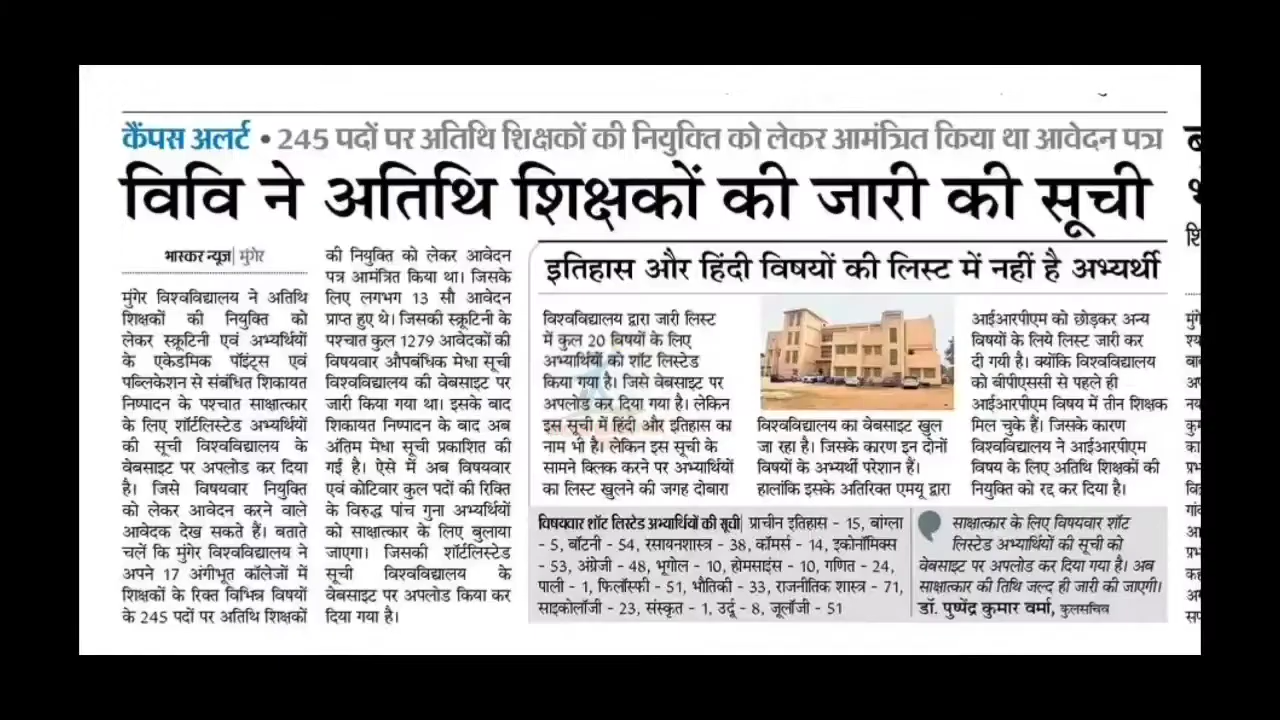 कैंपस अलर्ट • 245 पदों पर अतिथि शिक्षकों की नियुक्ति को लेकर आमंत्रित किया था आवेदन पत्र
विवि ने अतिथि शिक्षकों की जारी की सूची
भास्कर न्यूज | मुंगेर
मुंगेर विश्वविद्यालय ने अतिथि
शिक्षकों की नियुक्ति को
लेकर स्क्रूटिनी एवं अभ्यर्थियों
के एकेडमिक पॉइंट्स एवं
पब्लिकेशन से संबंधित शिकायत
निष्पादन के पश्चात साक्षात्कार
के लिए शॉर्टलिस्टेड अभ्यर्थियों
की सूची विश्वविद्यालय के
वेबसाइट पर अपलोड कर दिया
है। जिसे विषयवार नियुक्ति
को लेकर आवेदन करने वाले
आवेदक देख सकते हैं। बताते
चलें कि मुंगेर विश्वविद्यालय ने
अपने 17 अंगीभूत कॉलेजों में
शिक्षकों के रिक्त विभिन्न विषयों
के 245 पदों पर अतिथि शिक्षकों
की नियुक्ति को लेकर आवेदन
पत्र आमंत्रित किया था। जिसके
लिए लगभग 13 सौ आवेदन
प्राप्त हुए थे। जिसकी स्क्रूटिनी के
पश्चात कुल 1279 आवेदकों की
विषयवार औपबंधिक मेधा सूची
विश्वविद्यालय की वेबसाइट पर
जारी किया गया था। इसके बाद
शिकायत निष्पादन के बाद अब
अंतिम मेधा सूची प्रकाशित की
गई है। ऐसे में अब विषयवार
एवं कोटिवार कुल पदों की रिक्ति
के विरुद्ध पांच गुना अभ्यर्थियों
को साक्षात्कार के लिए बुलाया
जाएगा। जिसकी शॉर्टलिस्टेड
सूची विश्वविद्यालय के
वेबसाइट पर अपलोड किया कर
दिया गया है।
इतिहास और हिंदी विषयों की लिस्ट में नहीं है अभ्यर्थी
विश्वविद्यालय द्वारा जारी लिस्ट
में कुल 20 विषयों के लिए
अभ्यार्थियों को शॉट लिस्टेड
किया गया है। जिसे वेबसाइट पर
अपलोड कर दिया गया है। लेकिन
इस सूची में हिंदी और इतिहास का
नाम भी है। लेकिन इस सूची के
सामने क्लिक करने पर अभ्यार्थियों
का लिस्ट खुलने की जगह दोबारा
विश्वविद्यालय का वेबसाइट खुल
जा रहा है। जिसके कारण इन दोनों
विषयों के अभ्यर्थी परेशान हैं।
हालांकि इसके अतिरिक्त एमयू द्वारा
आईआरपीएम को छोड़कर अन्य
विषयों के लिये लिस्ट जारी कर
दी गयी है। क्योंकि विश्वविद्यालय
को बीपीएससी से पहले ही
आईआरपीएम विषय में तीन शिक्षक
मिल चुके हैं। जिसके कारण
विश्वविद्यालय ने आईआरपीएम
विषय के लिए अतिथि शिक्षकों की
नियुक्ति को रद्द कर दिया है।
विषयवार शॉट लिस्टेड अभ्यार्थियों की सूची| प्राचीन इतिहास - 15, बांग्ला
- 5, बॉटनी - 54, रसायनशास्त्र - 38, कॉमर्स - 14, इकोनॉमिक्स
- 53, अंग्रेजी - 48, भूगोल - 10, होमसाइंस - 10, गणित - 24,
पाली - 1, फिलॉस्फी - 51, भौतिकी - 33, राजनीतिक शास्त्र - 71,
साइकोलॉजी - 23, संस्कृत - 1, उर्दू - 8, जूलॉजी - 51
साक्षात्कार के लिए विषयवार शॉट
लिस्टेड अभ्यार्थियों की सूची को
वेबसाइट पर अपलोड कर दिया गया है। अब
साक्षात्कार की तिथि जल्द ही जारी की जाएगी।
डॉ. पुष्पेंद्र कुमार वर्मा, कुलसचिव